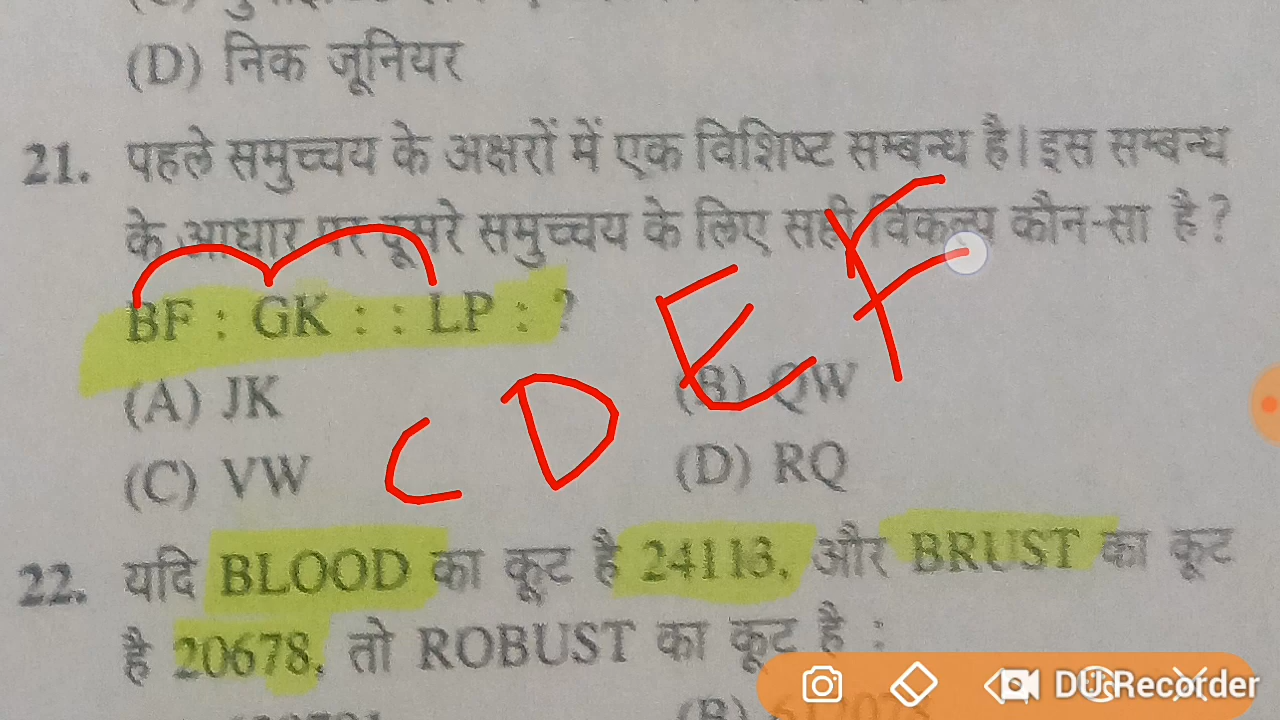 (D) निक जूनियर
21. पहले समुच्चय के अक्षरों में एक विशिष्ट सम्बन्ध है। इस सम्बन्ध
के आधार पर दूसरे समुच्चय के लिए सही विकल्प कौन-सा है ?
BF : GK : : LP : ?
(A) JK (B) QW
(C) VW (D) RQ
C D E F
22. यदि BLOOD का कूट है 24113, और BRUST का कूट
है 20678, तो ROBUST का कूट है :
(B)
DU Recorder